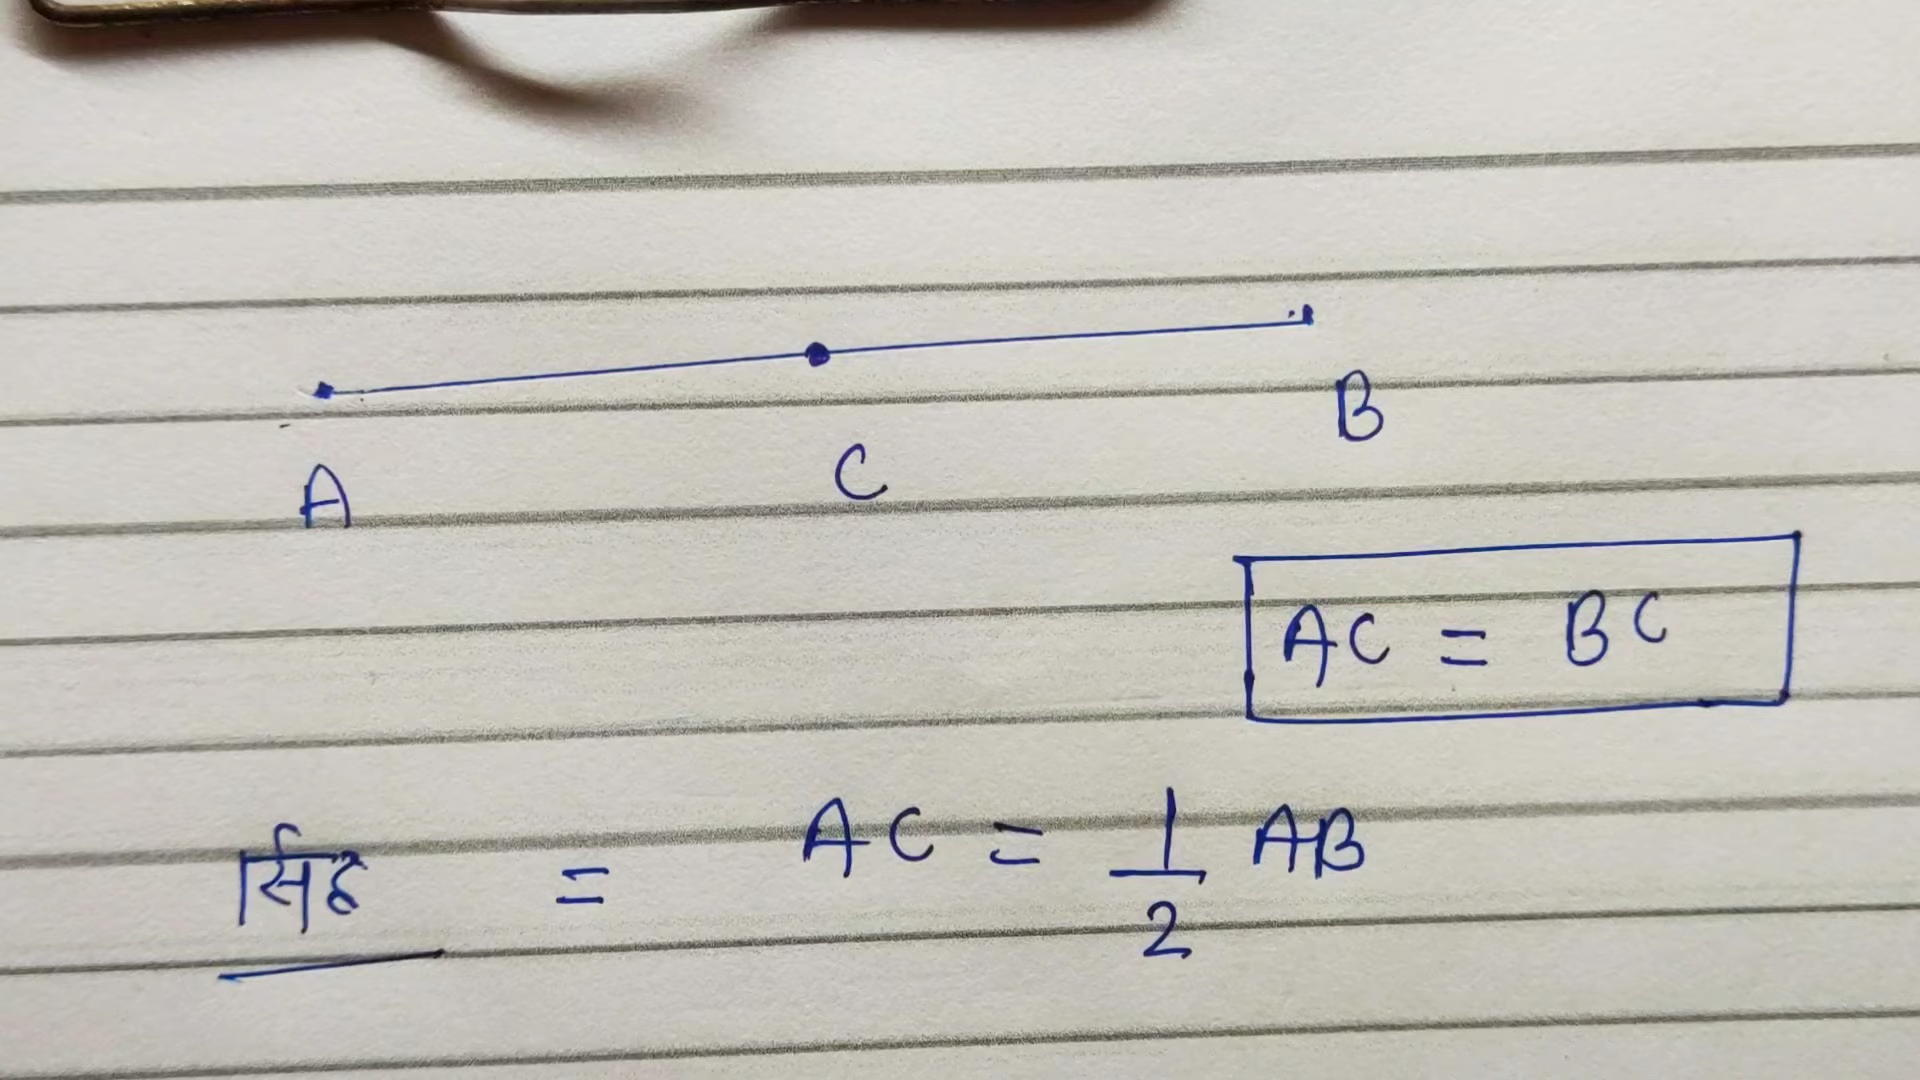 A C B
AC = BC
सिद्ध = AC = 1/2 AB